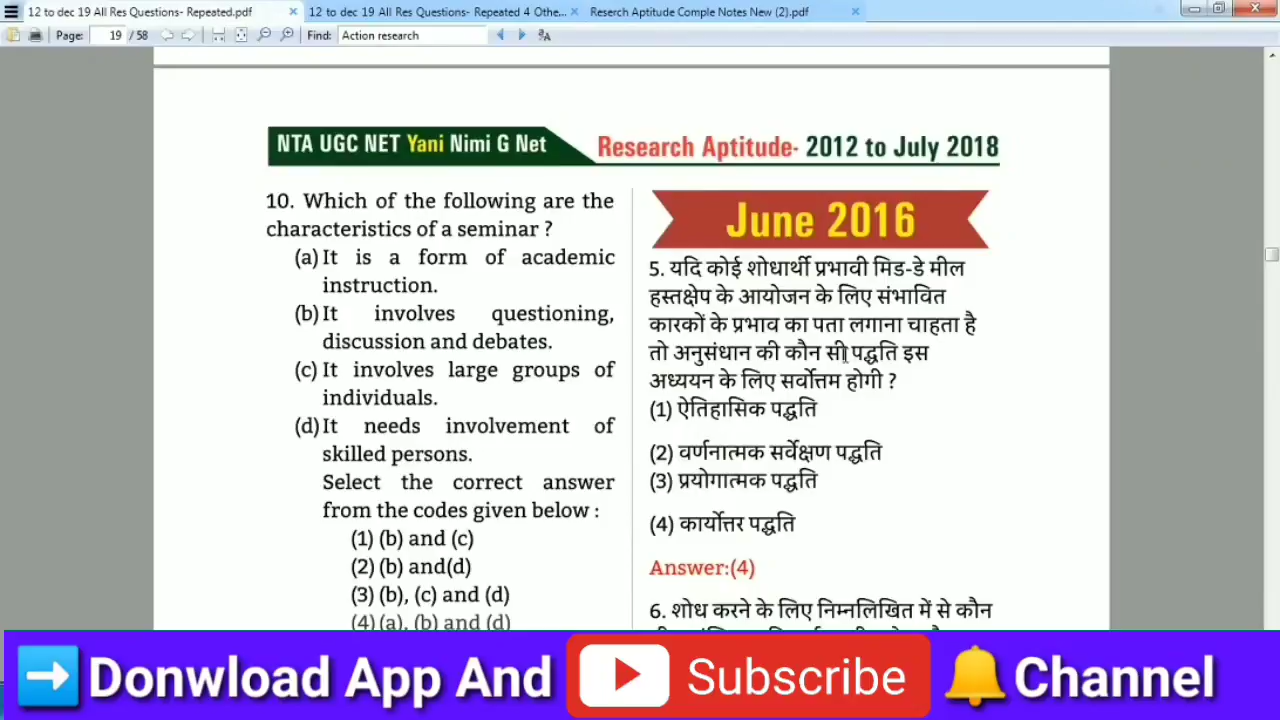 12 to dec 19 All Res Questions- Repeated.pdf
12 to dec 19 All Res Questions- Repeated 4 Othe...
Reserch Aptitude Comple Notes New (2).pdf
Page: 19 / 58 Find: Action research
NTA UGC NET Yani Nimi G Net
Research Aptitude- 2012 to July 2018
10. Which of the following are the
characteristics of a seminar ?
(a) It is a form of academic
instruction.
(b) It involves questioning,
discussion and debates.
(c) It involves large groups of
individuals.
(d) It needs involvement of
skilled persons.
Select the correct answer
from the codes given below :
(1) (b) and (c)
(2) (b) and(d)
(3) (b), (c) and (d)
(4) (a), (b) and (d)
June 2016
5. यदि कोई शोधार्थी प्रभावी मिड-डे मील
हस्तक्षेप के आयोजन के लिए संभावित
कारकों के प्रभाव का पता लगाना चाहता है
तो अनुसंधान की कौन सी पद्धति इस
अध्ययन के लिए सर्वोत्तम होगी ?
(1) ऐतिहासिक पद्धति
(2) वर्णनात्मक सर्वेक्षण पद्धति
(3) प्रयोगात्मक पद्धति
(4) कार्योत्तर पद्धति
Answer:(4)
6. शोध करने के लिए निम्नलिखित में से कौन
Donwload App And Subscribe Channel